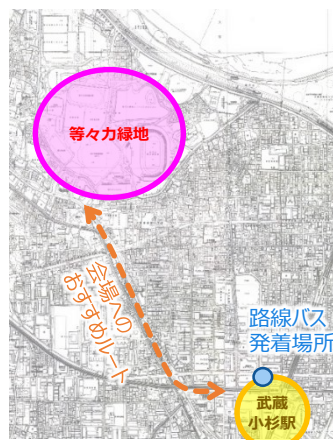 等々力緑地
会場への
おすすめルート
路線バス
発着場所
武蔵
小杉駅